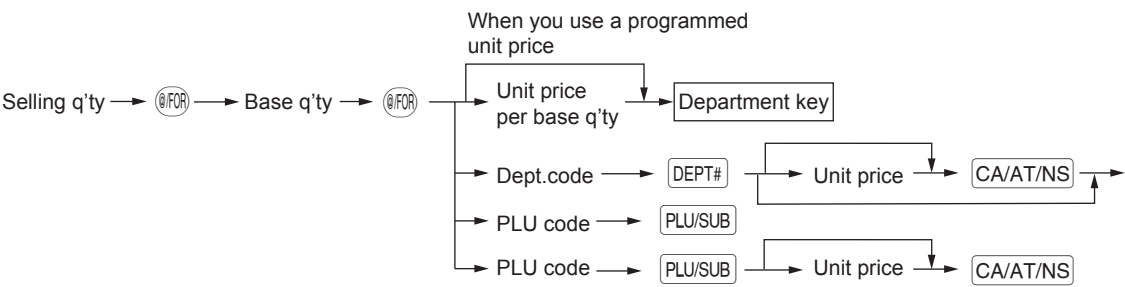 When you use a programmed
unit price
Selling q'ty @/FOR Base q'ty @/FOR Unit price
per base q'ty Department key
Dept.code DEPT# Unit price CA/AT/NS
PLU code PLU/SUB
PLU code PLU/SUB Unit price CA/AT/NS